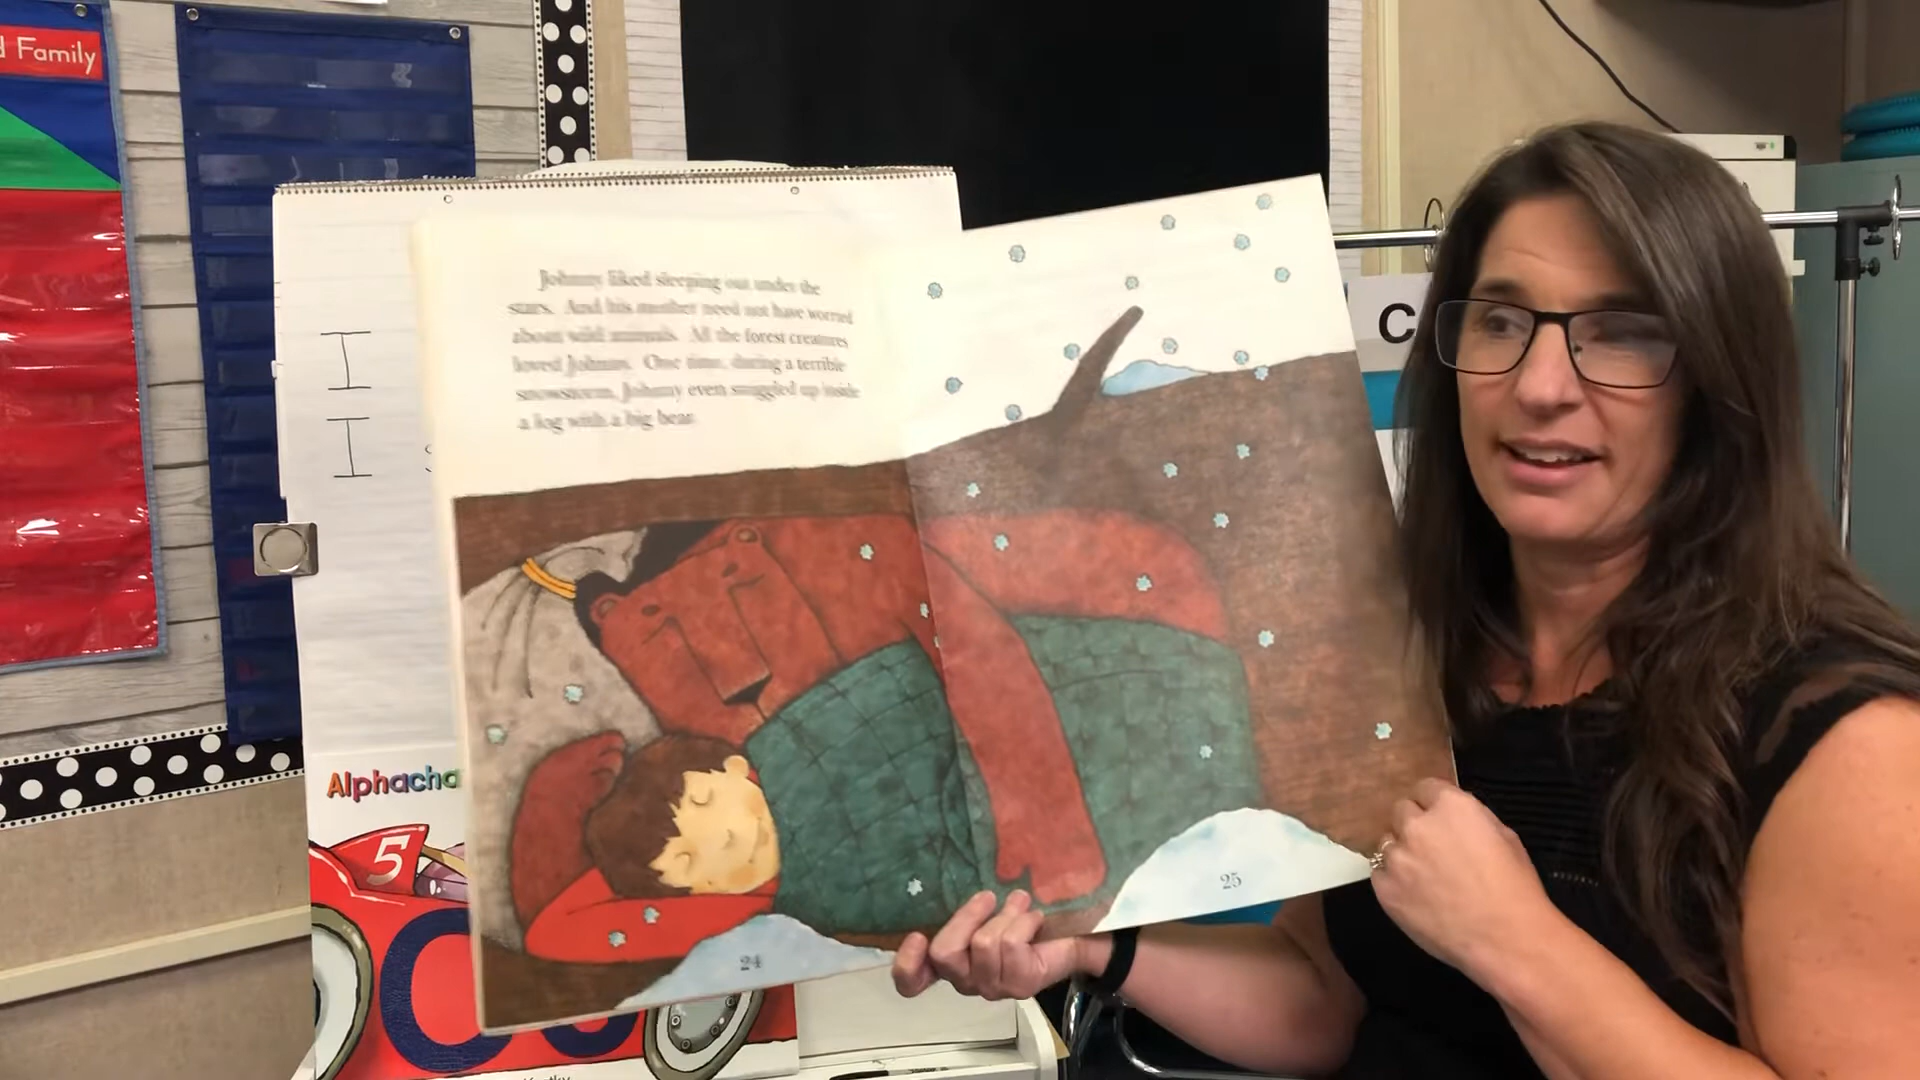 d Family
Johnny liked sleeping out under the
stars. And his mother need not have worried
about wild animals. All the forest creatures
loved Johnny. One time, during a terrible
snowstorm, Johnny even snuggled up inside
a log with a big bear.
I
I
C
Alphacha
5
24
25